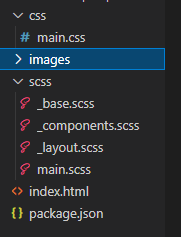 css
main.css
images
scss
_base.scss
_components.scss
_layout.scss
main.scss
index.html
package.json